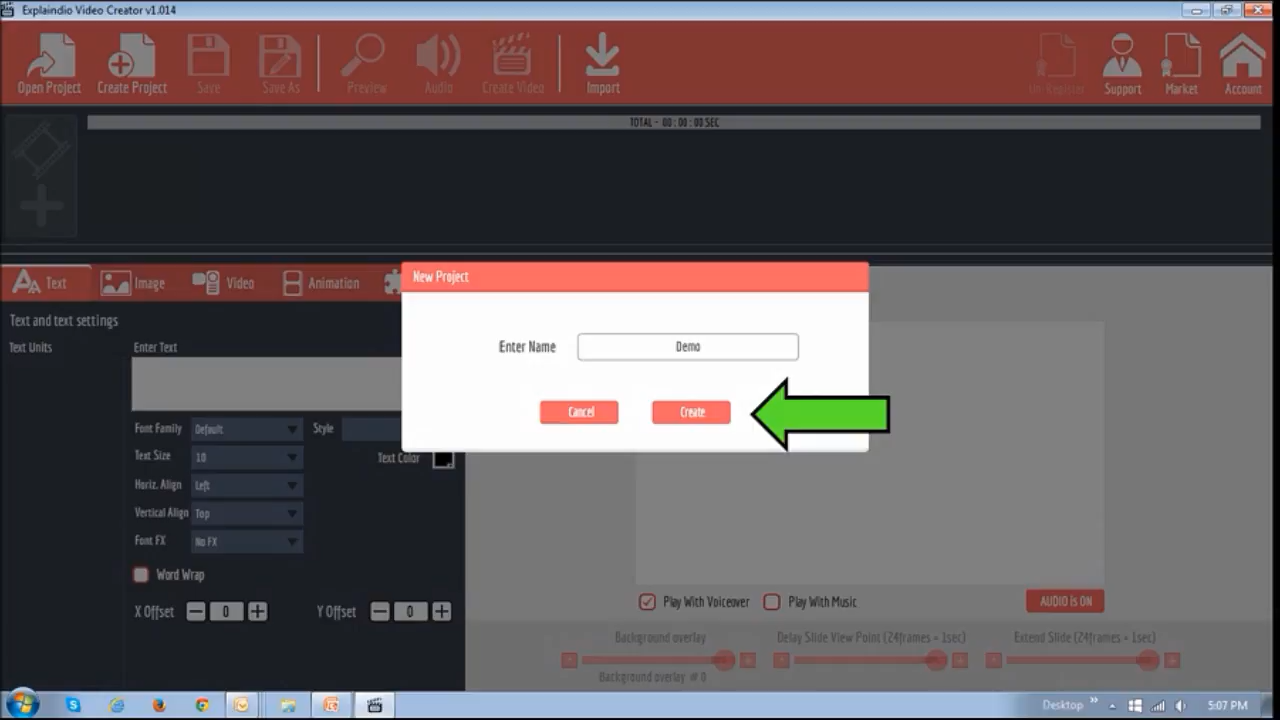 Explaindio Video Creator v1.014
Open Project Create Project Save Save As Preview Audio Create Video Import Un-Register Support Market Account
TOTAL - 00 : 00 : 00 SEC
Text Image Video Animation
New Project
Enter Name Demo
Cancel Create
Text and text settings
Text Units Enter Text
Font Family Default Style
Text Size 10 Text Color
Horiz. Align Left
Vertical Align Top
Font FX No FX
Word Wrap
X Offset 0 Y Offset 0
Play With Voiceover Play With Music AUDIO IS ON
Background overlay Delay Slide View Point (24frames = 1sec) Extend Slide (24frames = 1sec)
Background overlay # 0
Desktop 5:07 PM